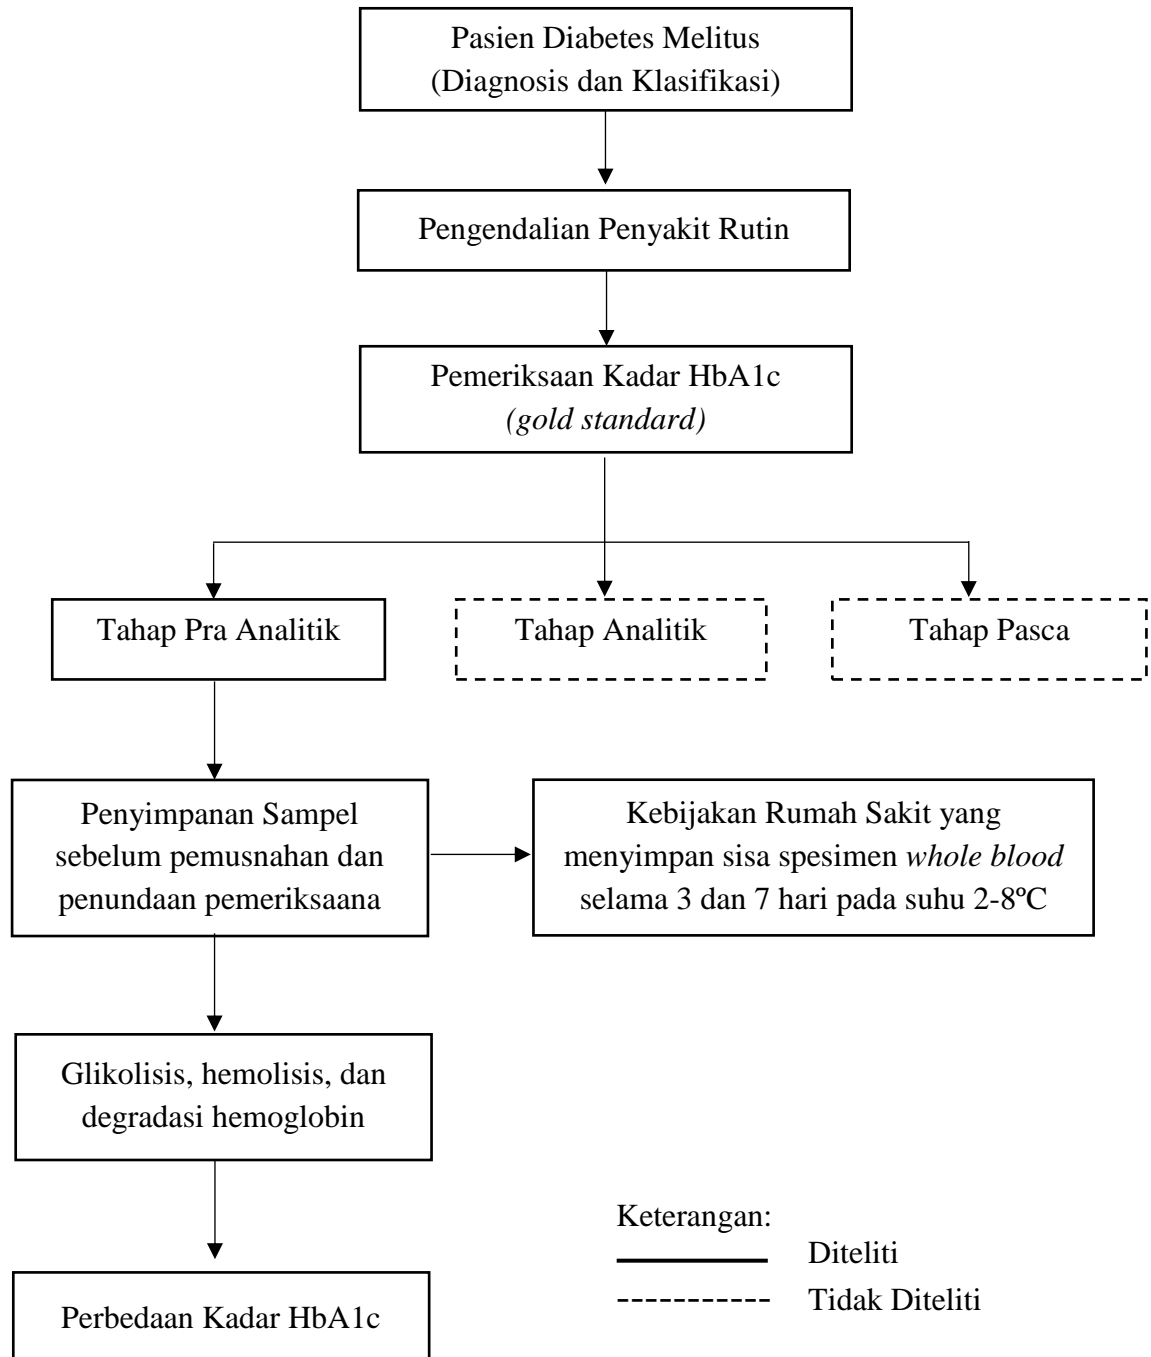 Pasien Diabetes Melitus
(Diagnosis dan Klasifikasi)
Pengendalian Penyakit Rutin
Pemeriksaan Kadar HbA1c
(gold standard)
Tahap Pra Analitik
Tahap Analitik
Tahap Pasca
Penyimpanan Sampel
sebelum pemusnahan dan
penundaan pemeriksaana
Kebijakan Rumah Sakit yang
menyimpan sisa spesimen whole blood
selama 3 dan 7 hari pada suhu 2-8ºC
Glikolisis, hemolisis, dan
degradasi hemoglobin
Perbedaan Kadar HbA1c
Keterangan:
Diteliti
Tidak Diteliti